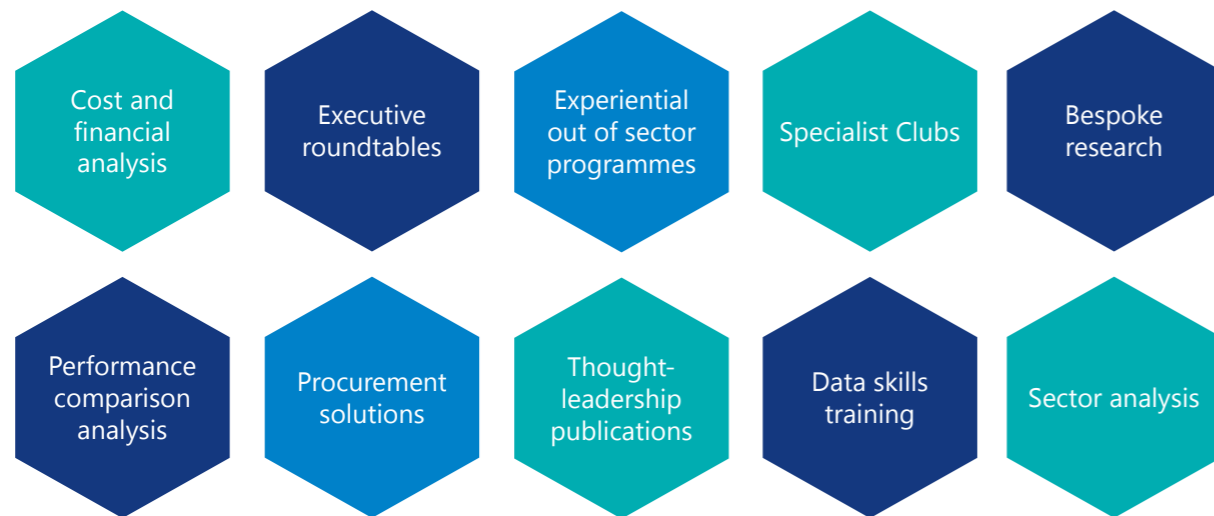 Cost and
financial
analysis
Executive
roundtables
Experiential
out of sector
programmes
Specialist Clubs
Bespoke
research
Performance
comparison
analysis
Procurement
solutions
Thought-
leadership
publications
Data skills
training
Sector analysis